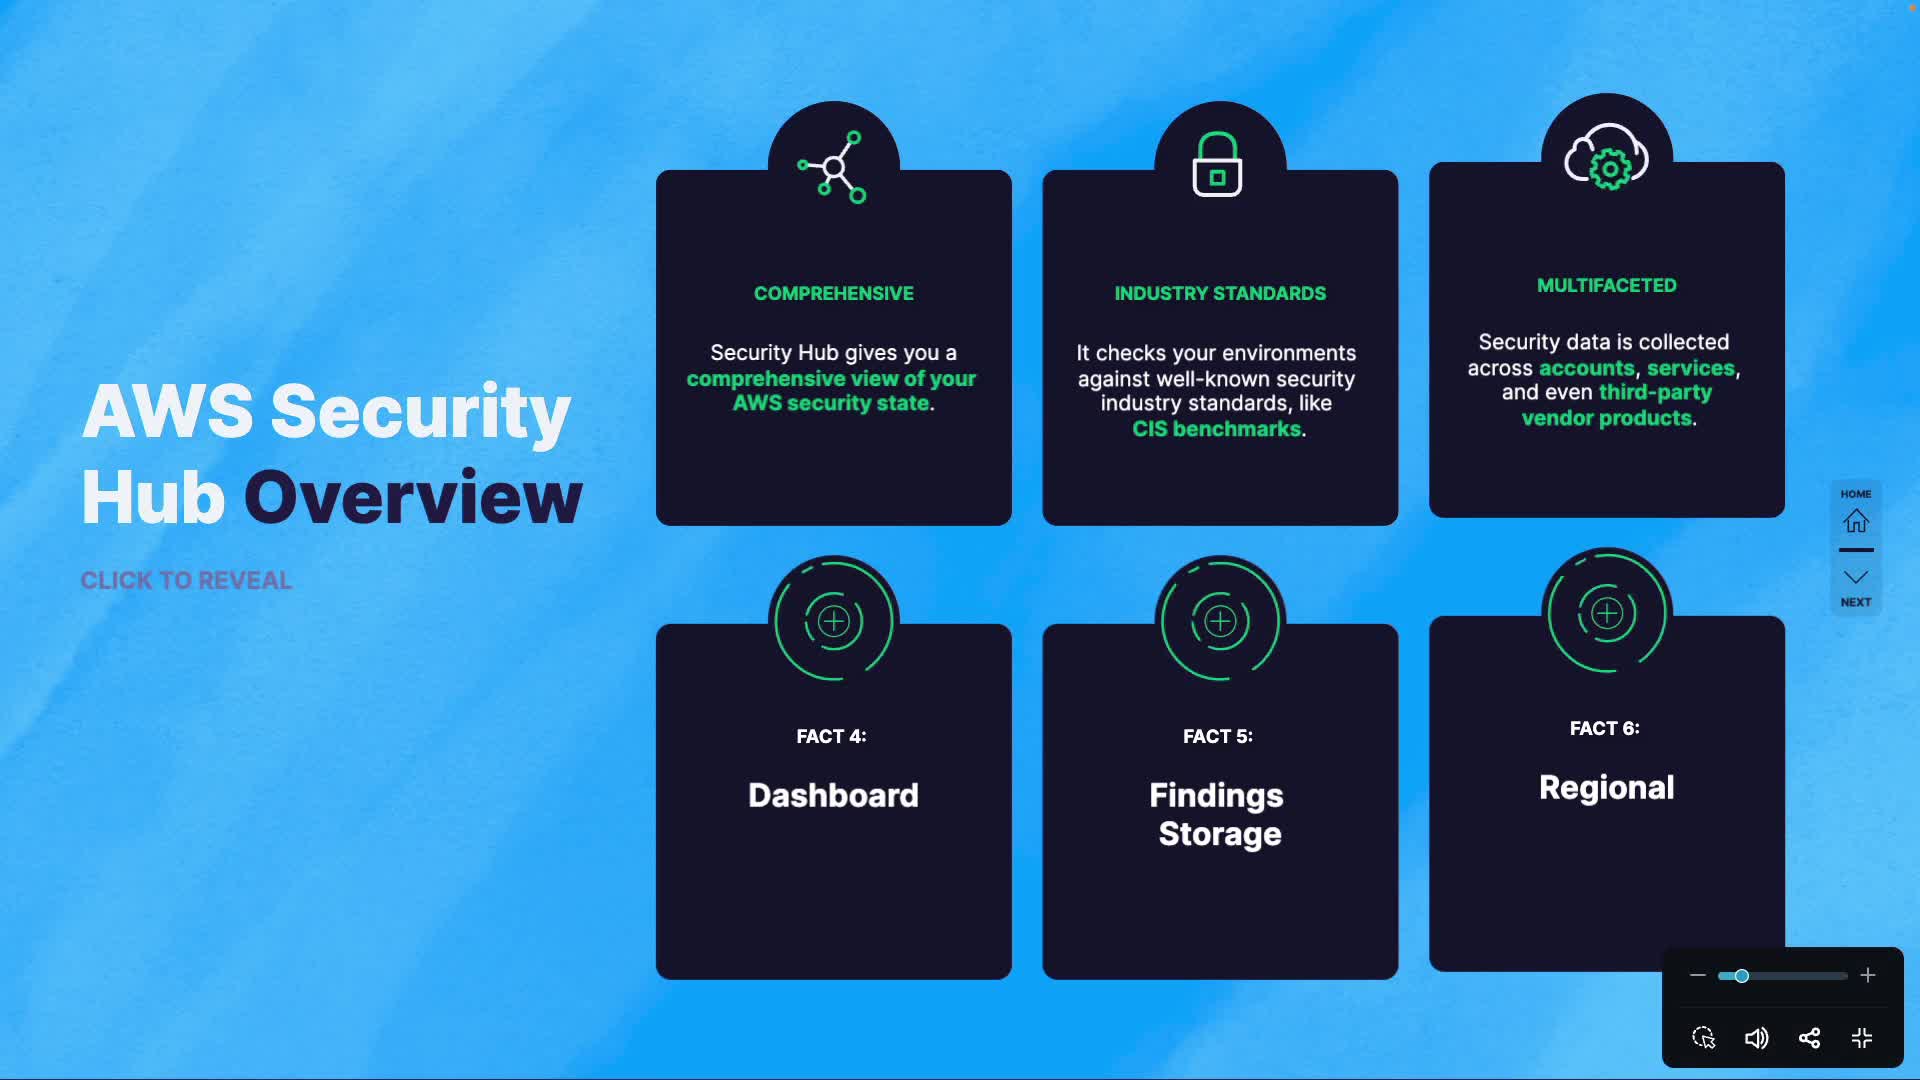 AWS Security
Hub Overview
CLICK TO REVEAL
COMPREHENSIVE
Security Hub gives you a
comprehensive view of your
AWS security state.
INDUSTRY STANDARDS
It checks your environments
against well-known security
industry standards, like
CIS benchmarks.
MULTIFACETED
Security data is collected
across accounts, services,
and even third-party
vendor products.
FACT 4:
Dashboard
FACT 5:
Findings
Storage
FACT 6:
Regional
HOME
NEXT